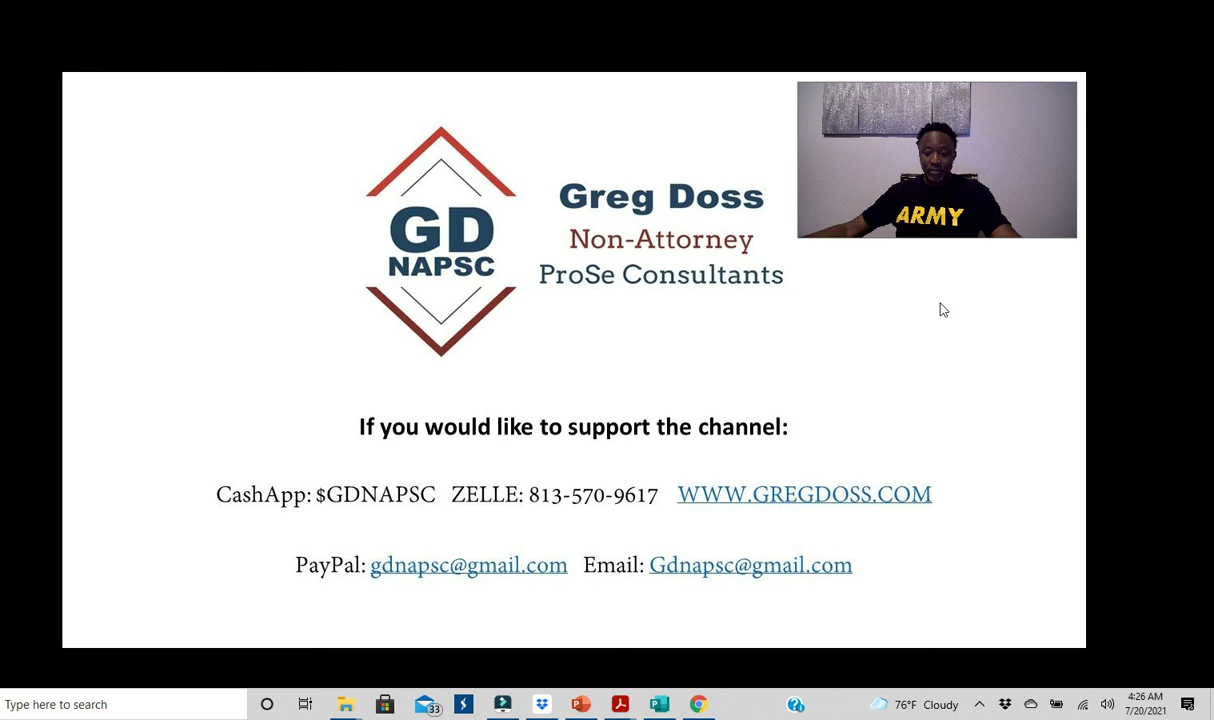 GD
NAPSC
Greg Doss
Non-Attorney
ProSe Consultants
ARMY
If you would like to support the channel:
CashApp: $GDNAPSC ZELLE: 813-570-9617 WWW.GREGDOSS.COM
PayPal: gdnapsc@gmail.com Email: Gdnapsc@gmail.com
Type here to search
33
76°F Cloudy
4:26 AM
7/20/2021